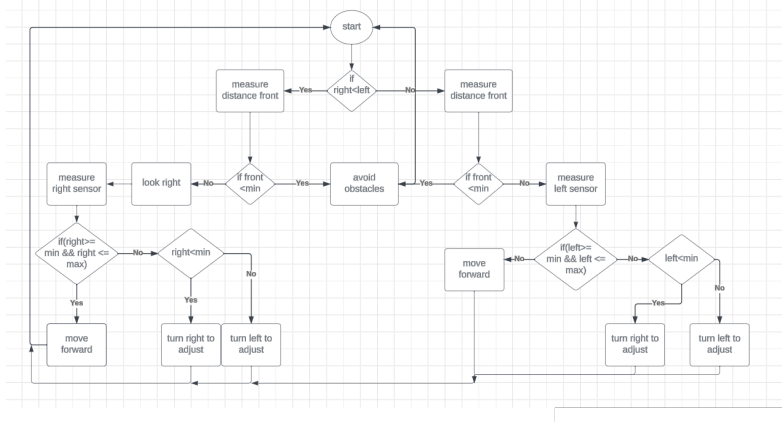 start
if
right<left
Yes
No
measure
distance front
measure
distance front
measure
right sensor
look right
No
if front
<min
Yes
avoid
obstacles
Yes
if front
<min
No
measure
left sensor
if(right>=
min && right <=
max)
No
right<min
move
forward
No
if(left>=
min && left <=
max)
No
left<min
Yes
Yes
No
Yes
No
move
forward
turn right to
adjust
turn left to
adjust
turn right to
adjust
turn left to
adjust